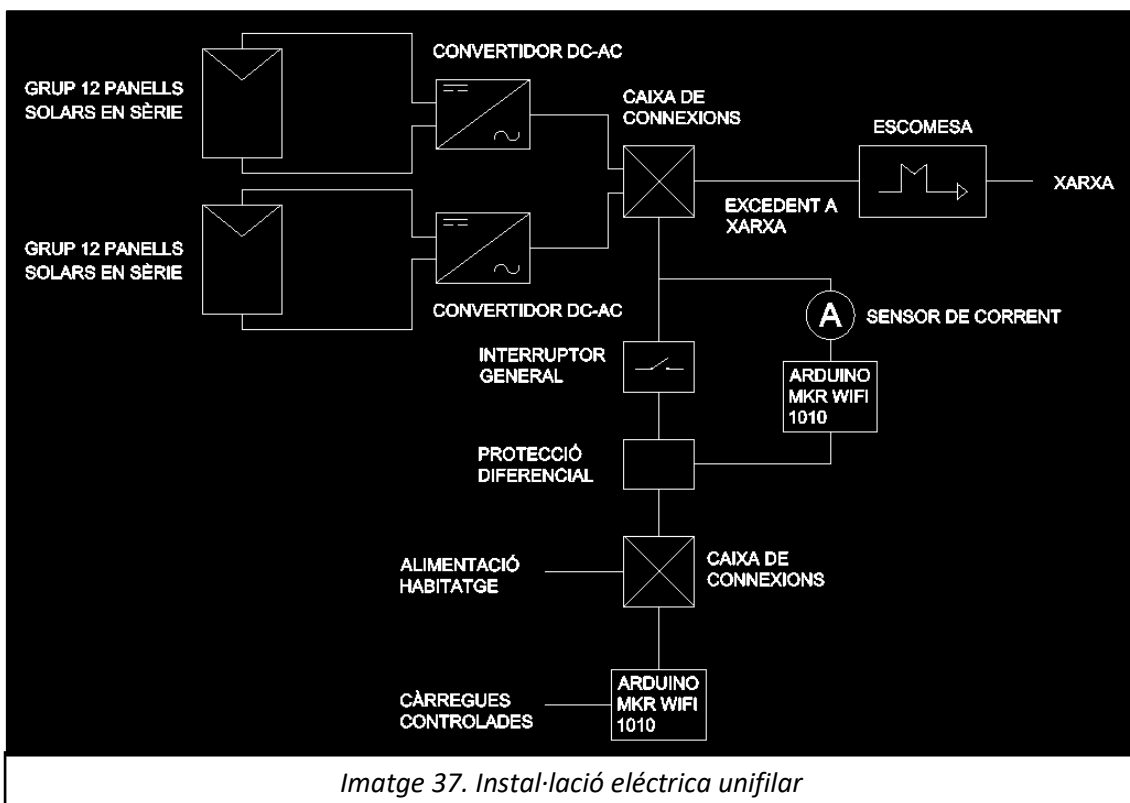 CONVERTIDOR DC-AC
GRUP 12 PANELLS
SOLARS EN SÈRIE
CAIXA DE
CONNEXIONS
ESCOMESA
XARXA
EXCEDENT A
XARXA
GRUP 12 PANELLS
SOLARS EN SÈRIE
CONVERTIDOR DC-AC
A
SENSOR DE CORRENT
INTERRUPTOR
GENERAL
ARDUINO
MKR WIFI
1010
PROTECCIÓ
DIFERENCIAL
ALIMENTACIÓ
HABITATGE
CAIXA DE
CONNEXIONS
CÀRREGUES
CONTROLADES
ARDUINO
MKR WIFI
1010
Imatge 37. Instal·lació eléctrica unifilar